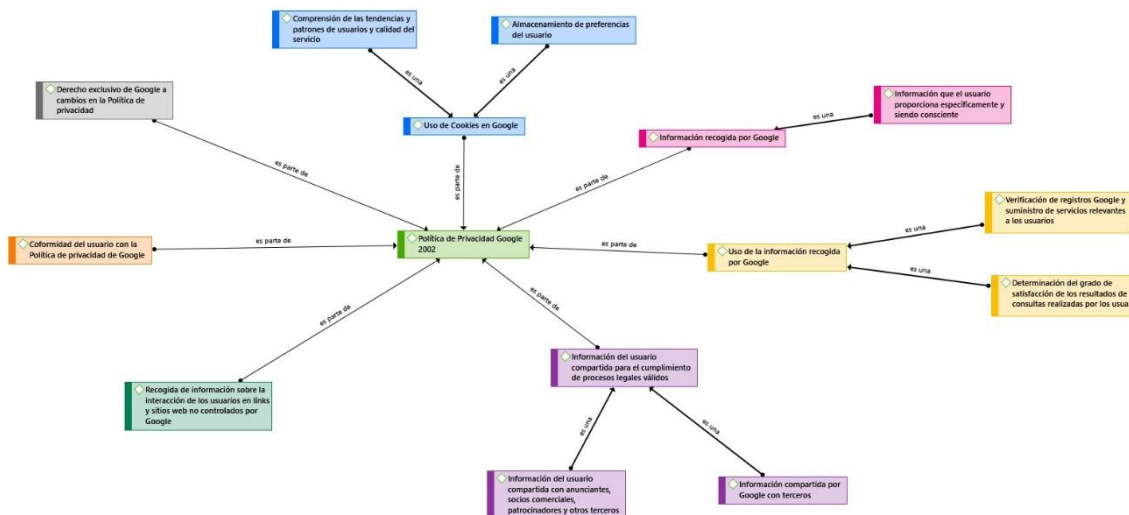 Comprensión de las tendencias y
patrones de usuarios y calidad del
servicio
Almacenamiento de preferencias
del usuario
es una
es una
Derecho exclusivo de Google a
cambios en la Política de
privacidad
Uso de Cookies en Google
Información que el usuario
proporciona específicamente y
siendo consciente
es una
Información recogida por Google
es parte de
es parte de
es parte de
Verificación de registros Google y
suministro de servicios relevantes
a los usuarios
es una
Coformidad del usuario con la
Política de privacidad de Google
es parte de
Política de Privacidad Google
2002
es parte de
Uso de la información recogida
por Google
es una
Determinación del grado de
satisfacción de los resultados de
consultas realizadas por los usua
es parte de
es parte de
Información del usuario
compartida para el cumplimiento
de procesos legales válidos
Recogida de información sobre la
interacción de los usuarios en links
y sitios web no controlados por
Google
es una
es una
Información del usuario
compartida con anunciantes,
socios comerciales,
patrocinadores y otros terceros
Información compartida por
Google con terceros